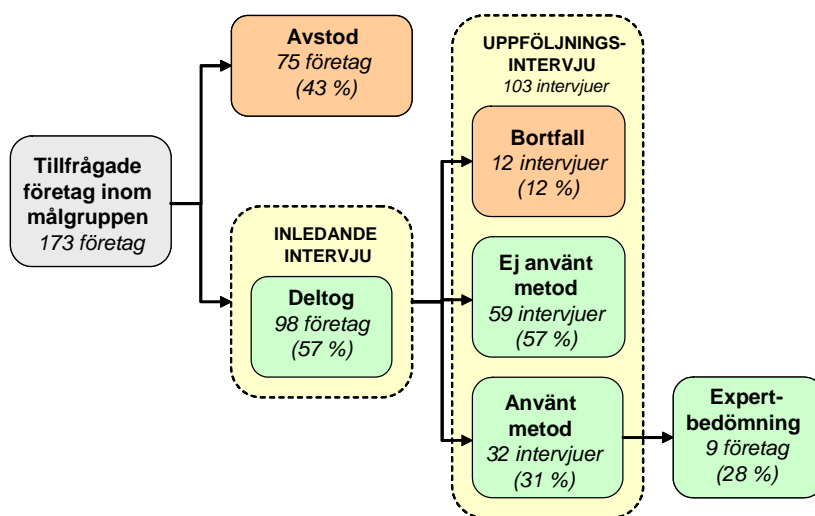 Tillfrågade
företag inom
målgruppen
173 företag
Avstod
75 företag
(43 %)
INLEDANDE
INTERVJU
Deltog
98 företag
(57 %)
UPPFÖLJNINGS-
INTERVJU
103 intervjuer
Bortfall
12 intervjuer
(12 %)
Ej använt
metod
59 intervjuer
(57 %)
Använt
metod
32 intervjuer
(31 %)
Expert-
bedömning
9 företag
(28 %)